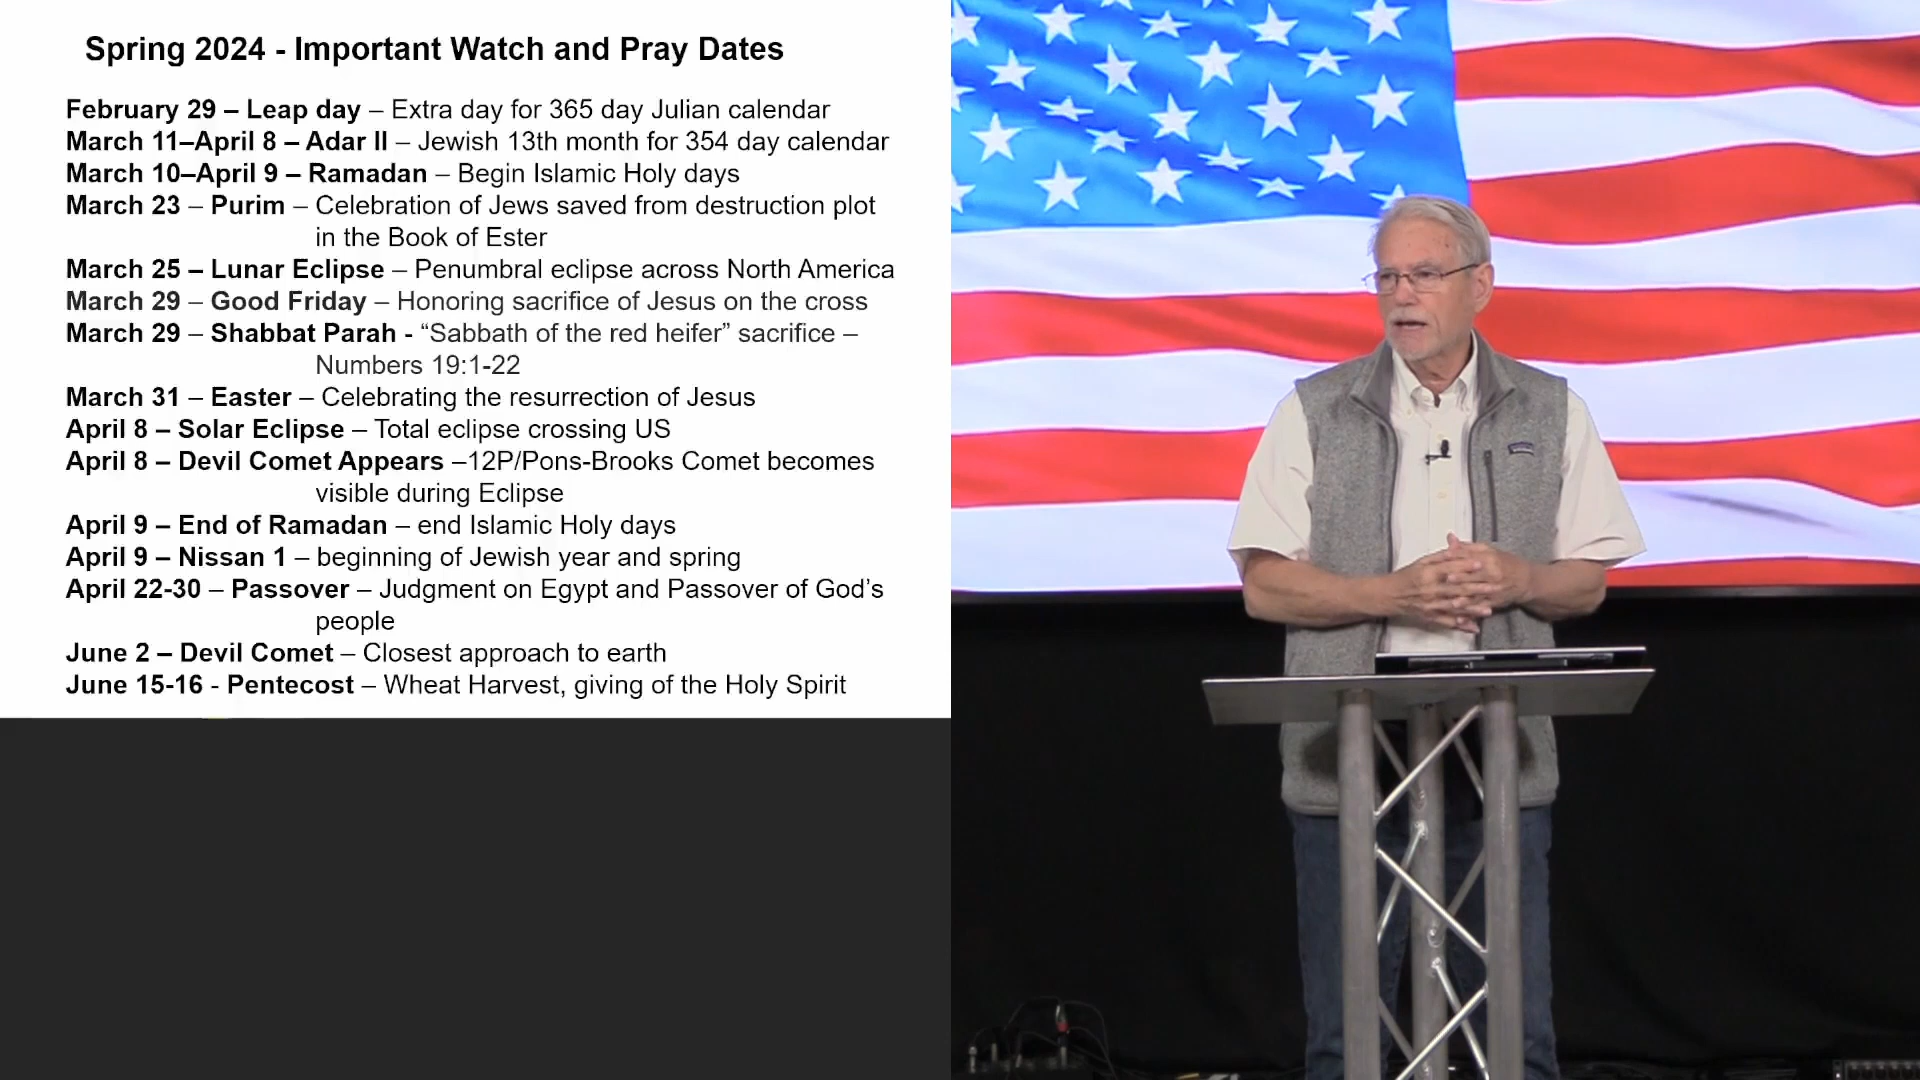 Spring 2024 - Important Watch and Pray Dates
February 29 – Leap day – Extra day for 365 day Julian calendar
March 11–April 8 – Adar II – Jewish 13th month for 354 day calendar
March 10–April 9 – Ramadan – Begin Islamic Holy days
March 23 – Purim – Celebration of Jews saved from destruction plot
in the Book of Ester
March 25 – Lunar Eclipse – Penumbral eclipse across North America
March 29 – Good Friday – Honoring sacrifice of Jesus on the cross
March 29 – Shabbat Parah - “Sabbath of the red heifer” sacrifice –
Numbers 19:1-22
March 31 – Easter – Celebrating the resurrection of Jesus
April 8 – Solar Eclipse – Total eclipse crossing US
April 8 – Devil Comet Appears –12P/Pons-Brooks Comet becomes
visible during Eclipse
April 9 – End of Ramadan – end Islamic Holy days
April 9 – Nissan 1 – beginning of Jewish year and spring
April 22-30 – Passover – Judgment on Egypt and Passover of God’s
people
June 2 – Devil Comet – Closest approach to earth
June 15-16 - Pentecost – Wheat Harvest, giving of the Holy Spirit